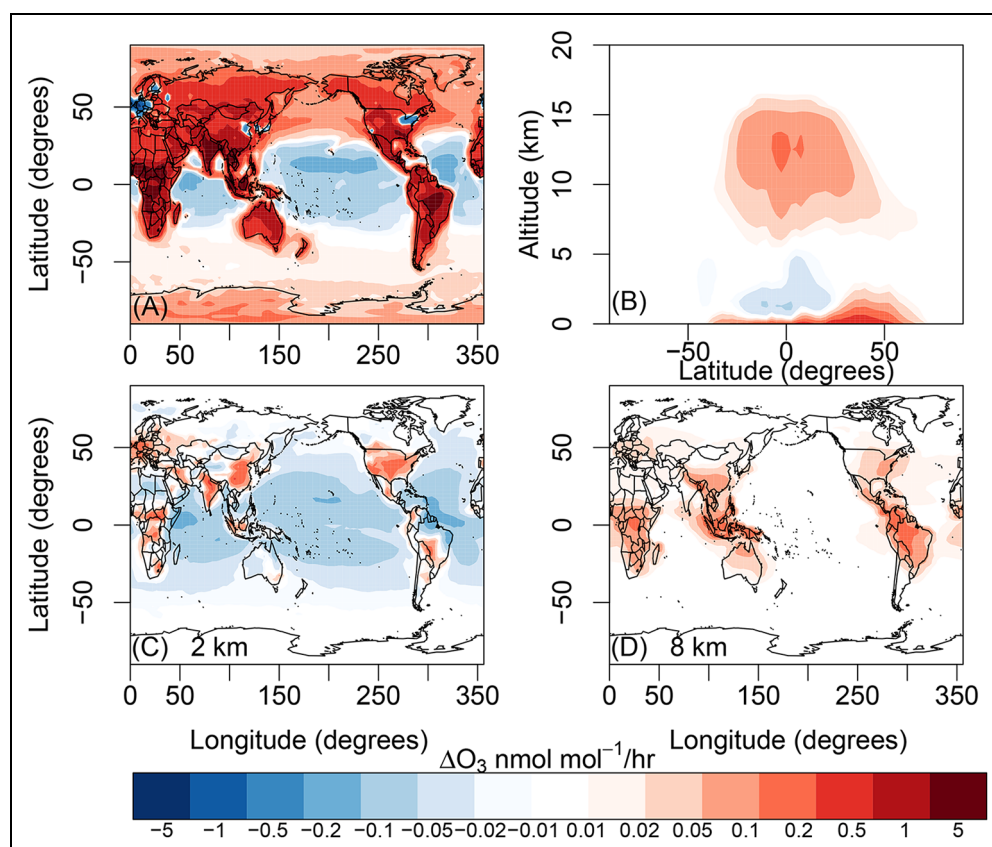 20
50
15
0
10
−50
5
(A)
(B)
0
0 50 150 250 350
−50 0 50
Latitude (degrees)
Altitude (km)
Latitude (degrees)
50
50
0
0
−50
−50
(C) 2 km
(D) 8 km
Latitude (degrees)
0 50 150 250 350
0 50 150 250 350
Longitude (degrees)
Longitude (degrees)
ΔO₃ nmol mol⁻¹/hr
−5 −1 −0.5 −0.2 −0.1 −0.05 −0.02 −0.01 0.01 0.02 0.05 0.1 0.2 0.5 1 5